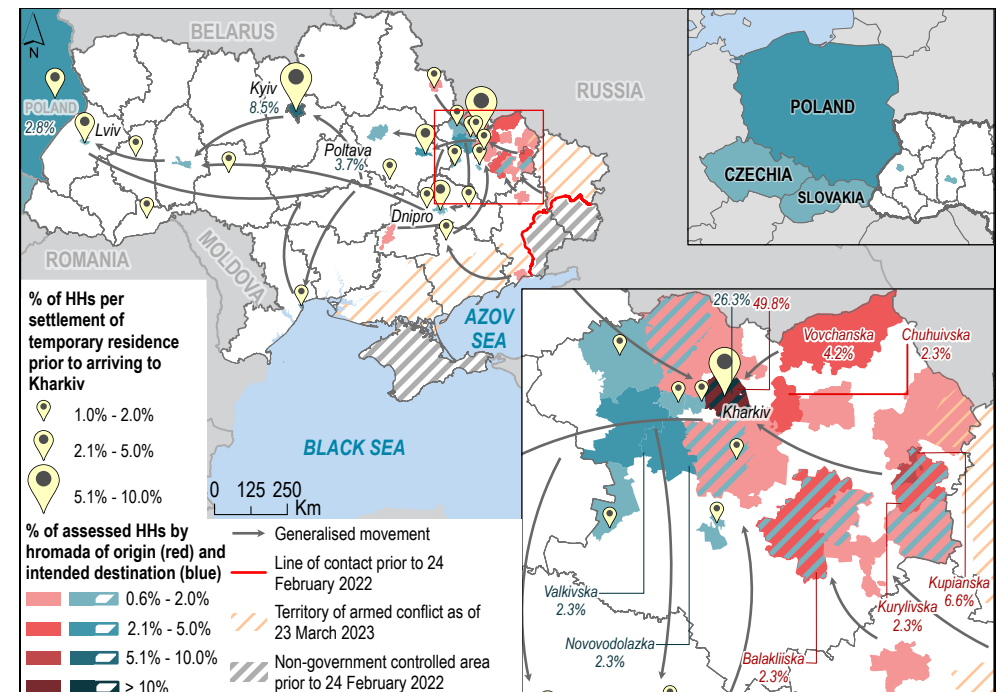 BELARUS
N
RUSSIA
Kyiv
8.5%
POLAND
2.8%
Lviv
Poltava
3.7%
Dnipro
ROMANIA
MOLDOVA
AZOV
SEA
BLACK SEA
POLAND
CZECHIA
SLOVAKIA
% of HHs per
settlement of
temporary residence
prior to arriving to
Kharkiv
1.0% - 2.0%
2.1% - 5.0%
5.1% - 10.0%
0 125 250
Km
% of assessed HHs by
hromada of origin (red) and
intended destination (blue)
0.6% - 2.0%
2.1% - 5.0%
5.1% - 10.0%
> 10%
Generalised movement
Line of contact prior to 24
February 2022
Territory of armed conflict as of
23 March 2023
Non-government controlled area
prior to 24 February 2022
26.3%
49.8%
Vovchanska
4.2%
Chuhuivska
2.3%
Kharkiv
Valkivska
2.3%
Novovodolazka
2.3%
Balakliiska
2.3%
Kurylivska
2.3%
Kupianska
6.6%